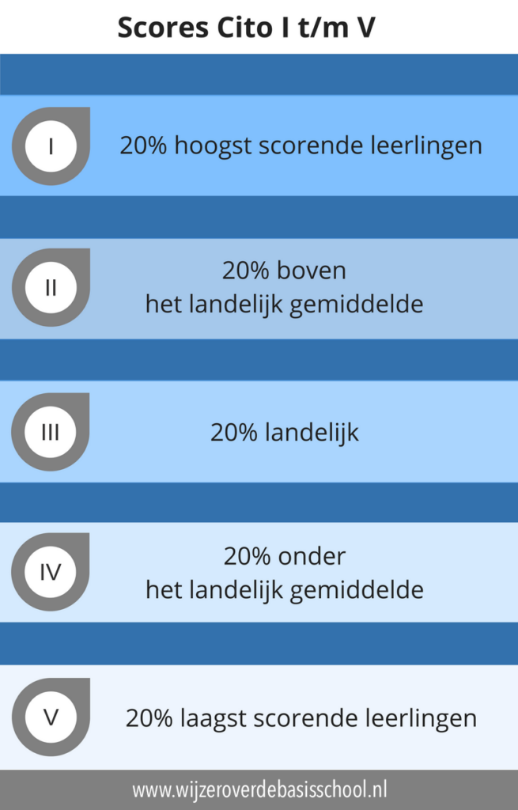 Scores Cito I t/m V
I
20% hoogst scorende leerlingen
II
20% boven
het landelijk gemiddelde
III
20% landelijk
IV
20% onder
het landelijk gemiddelde
V
20% laagst scorende leerlingen
www.wijzeroverdebasisschool.nl